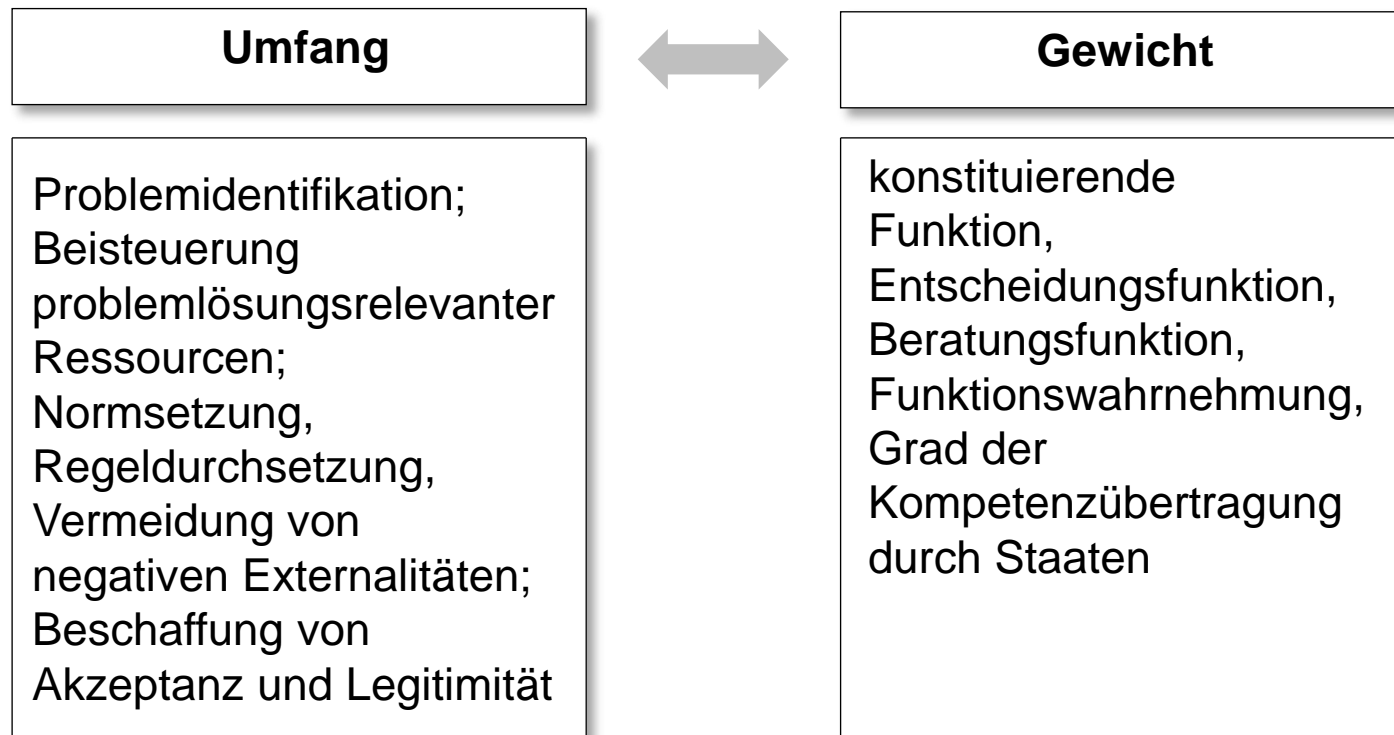 Umfang
Gewicht
Problemidentifikation;
Beisteuerung
problemlösungsrelevanter
Ressourcen;
Normsetzung,
Regeldurchsetzung,
Vermeidung von
negativen Externalitäten;
Beschaffung von
Akzeptanz und Legitimität
konstituierende
Funktion,
Entscheidungsfunktion,
Beratungsfunktion,
Funktionswahrnehmung,
Grad der
Kompetenzübertragung
durch Staaten